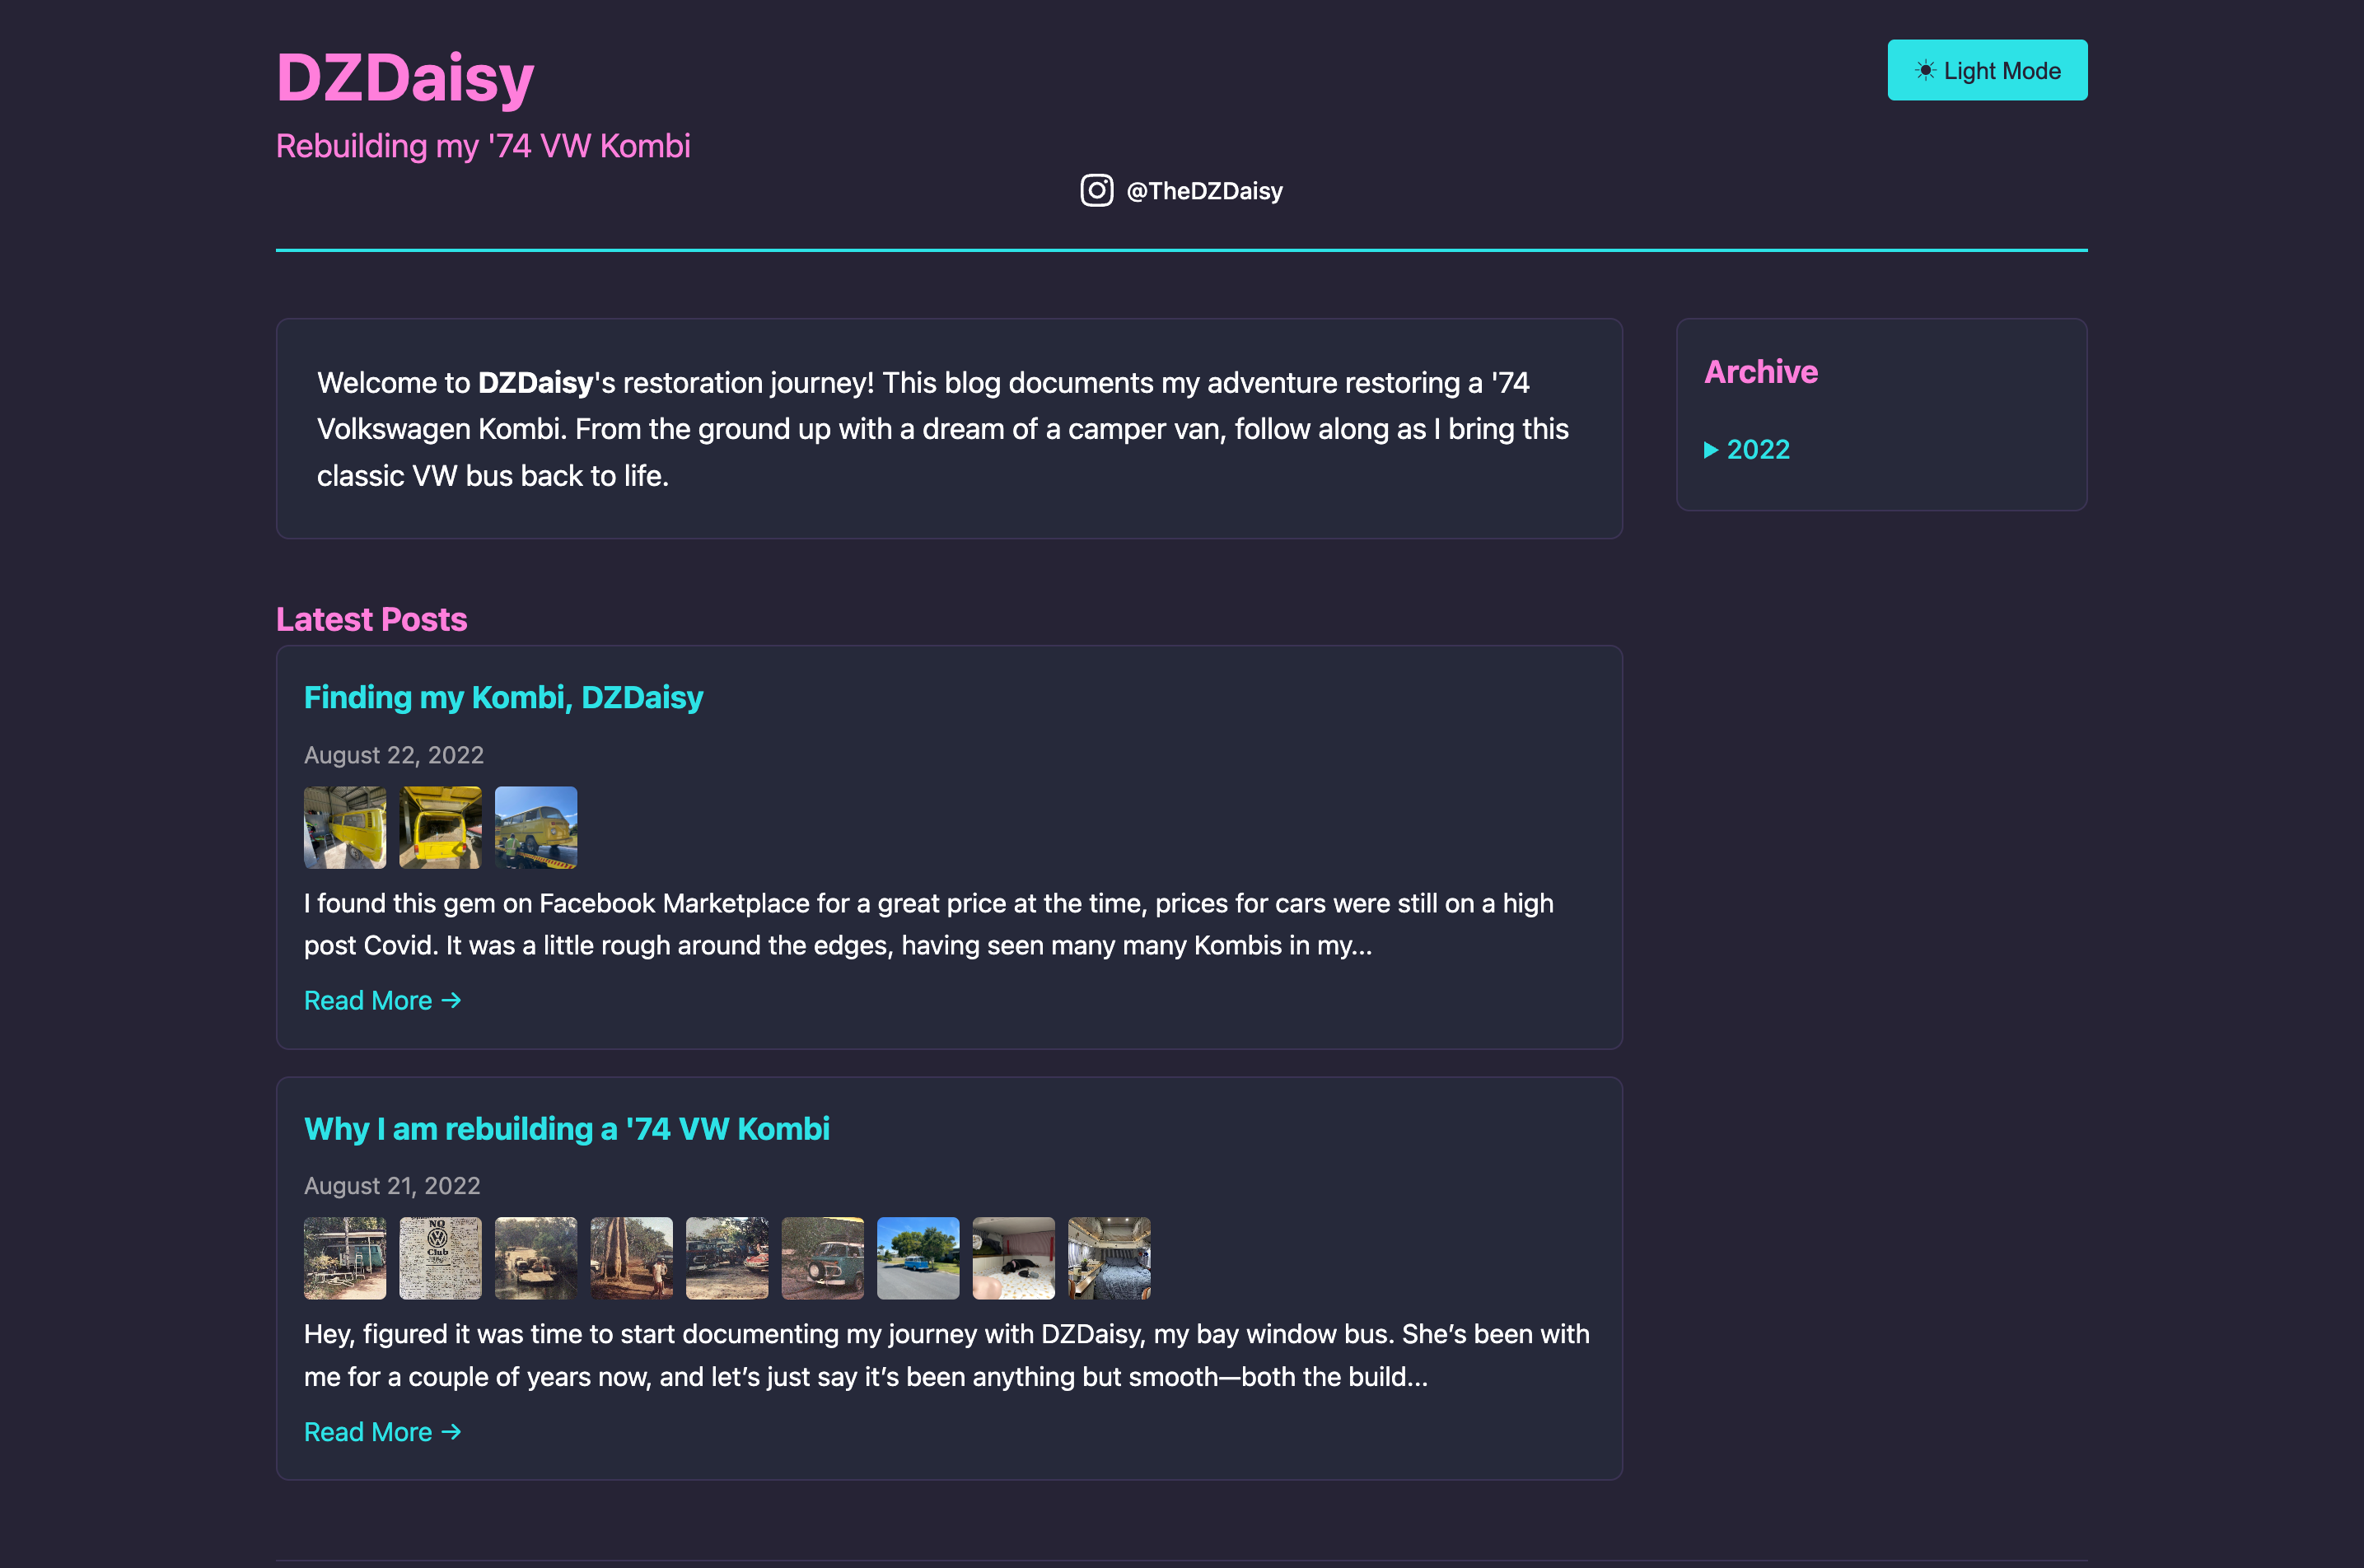 DZDaisy
☀ Light Mode
Rebuilding my '74 VW Kombi
@TheDZDaisy
Welcome to DZDaisy's restoration journey! This blog documents my adventure restoring a '74
Volkswagen Kombi. From the ground up with a dream of a camper van, follow along as I bring this
classic VW bus back to life.
Archive
▶ 2022
Latest Posts
Finding my Kombi, DZDaisy
August 22, 2022
I found this gem on Facebook Marketplace for a great price at the time, prices for cars were still on a high
post Covid. It was a little rough around the edges, having seen many many Kombis in my...
Read More →
Why I am rebuilding a '74 VW Kombi
August 21, 2022
NQ
Club
Hey, figured it was time to start documenting my journey with DZDaisy, my bay window bus. She’s been with
me for a couple of years now, and let’s just say it’s been anything but smooth—both the build...
Read More →